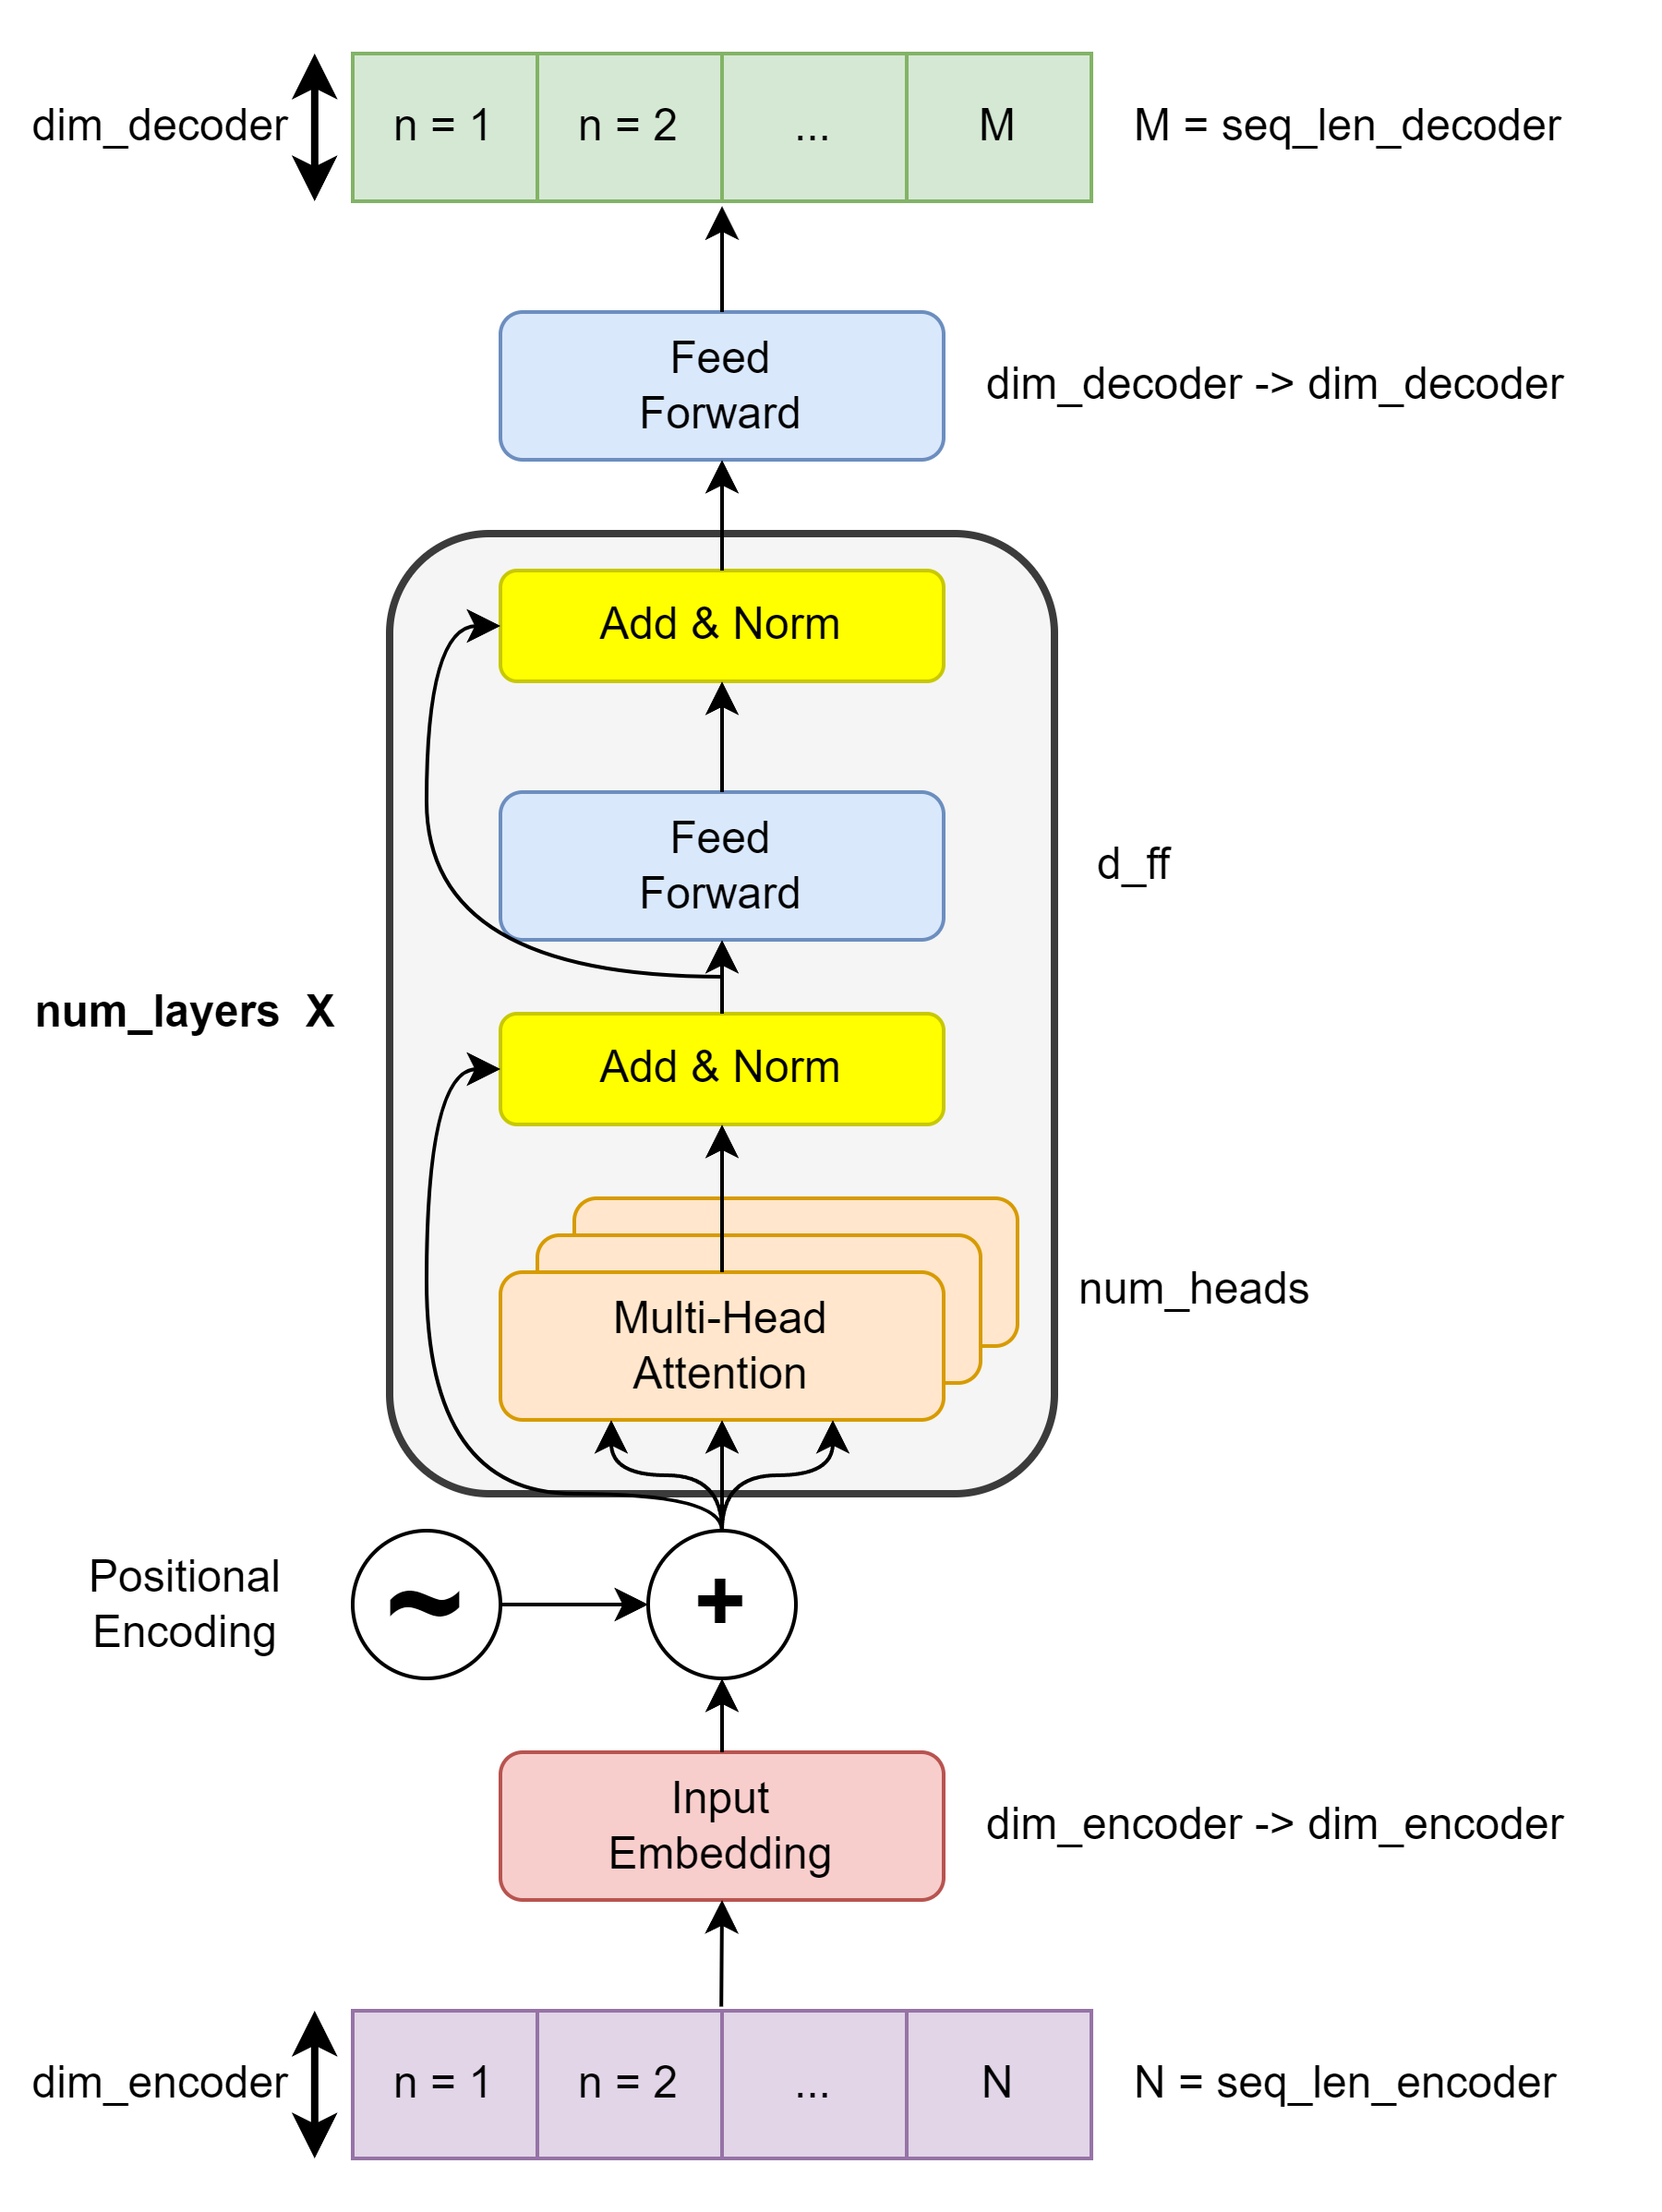 dim_decoder
n = 1
n = 2
...
M
M = seq_len_decoder
Feed
Forward
dim_decoder -> dim_decoder
Add & Norm
Feed
Forward
d_ff
num_layers X
Add & Norm
Multi-Head
Attention
num_heads
Positional
Encoding
~
+
Input
Embedding
dim_encoder -> dim_encoder
dim_encoder
n = 1
n = 2
...
N
N = seq_len_encoder